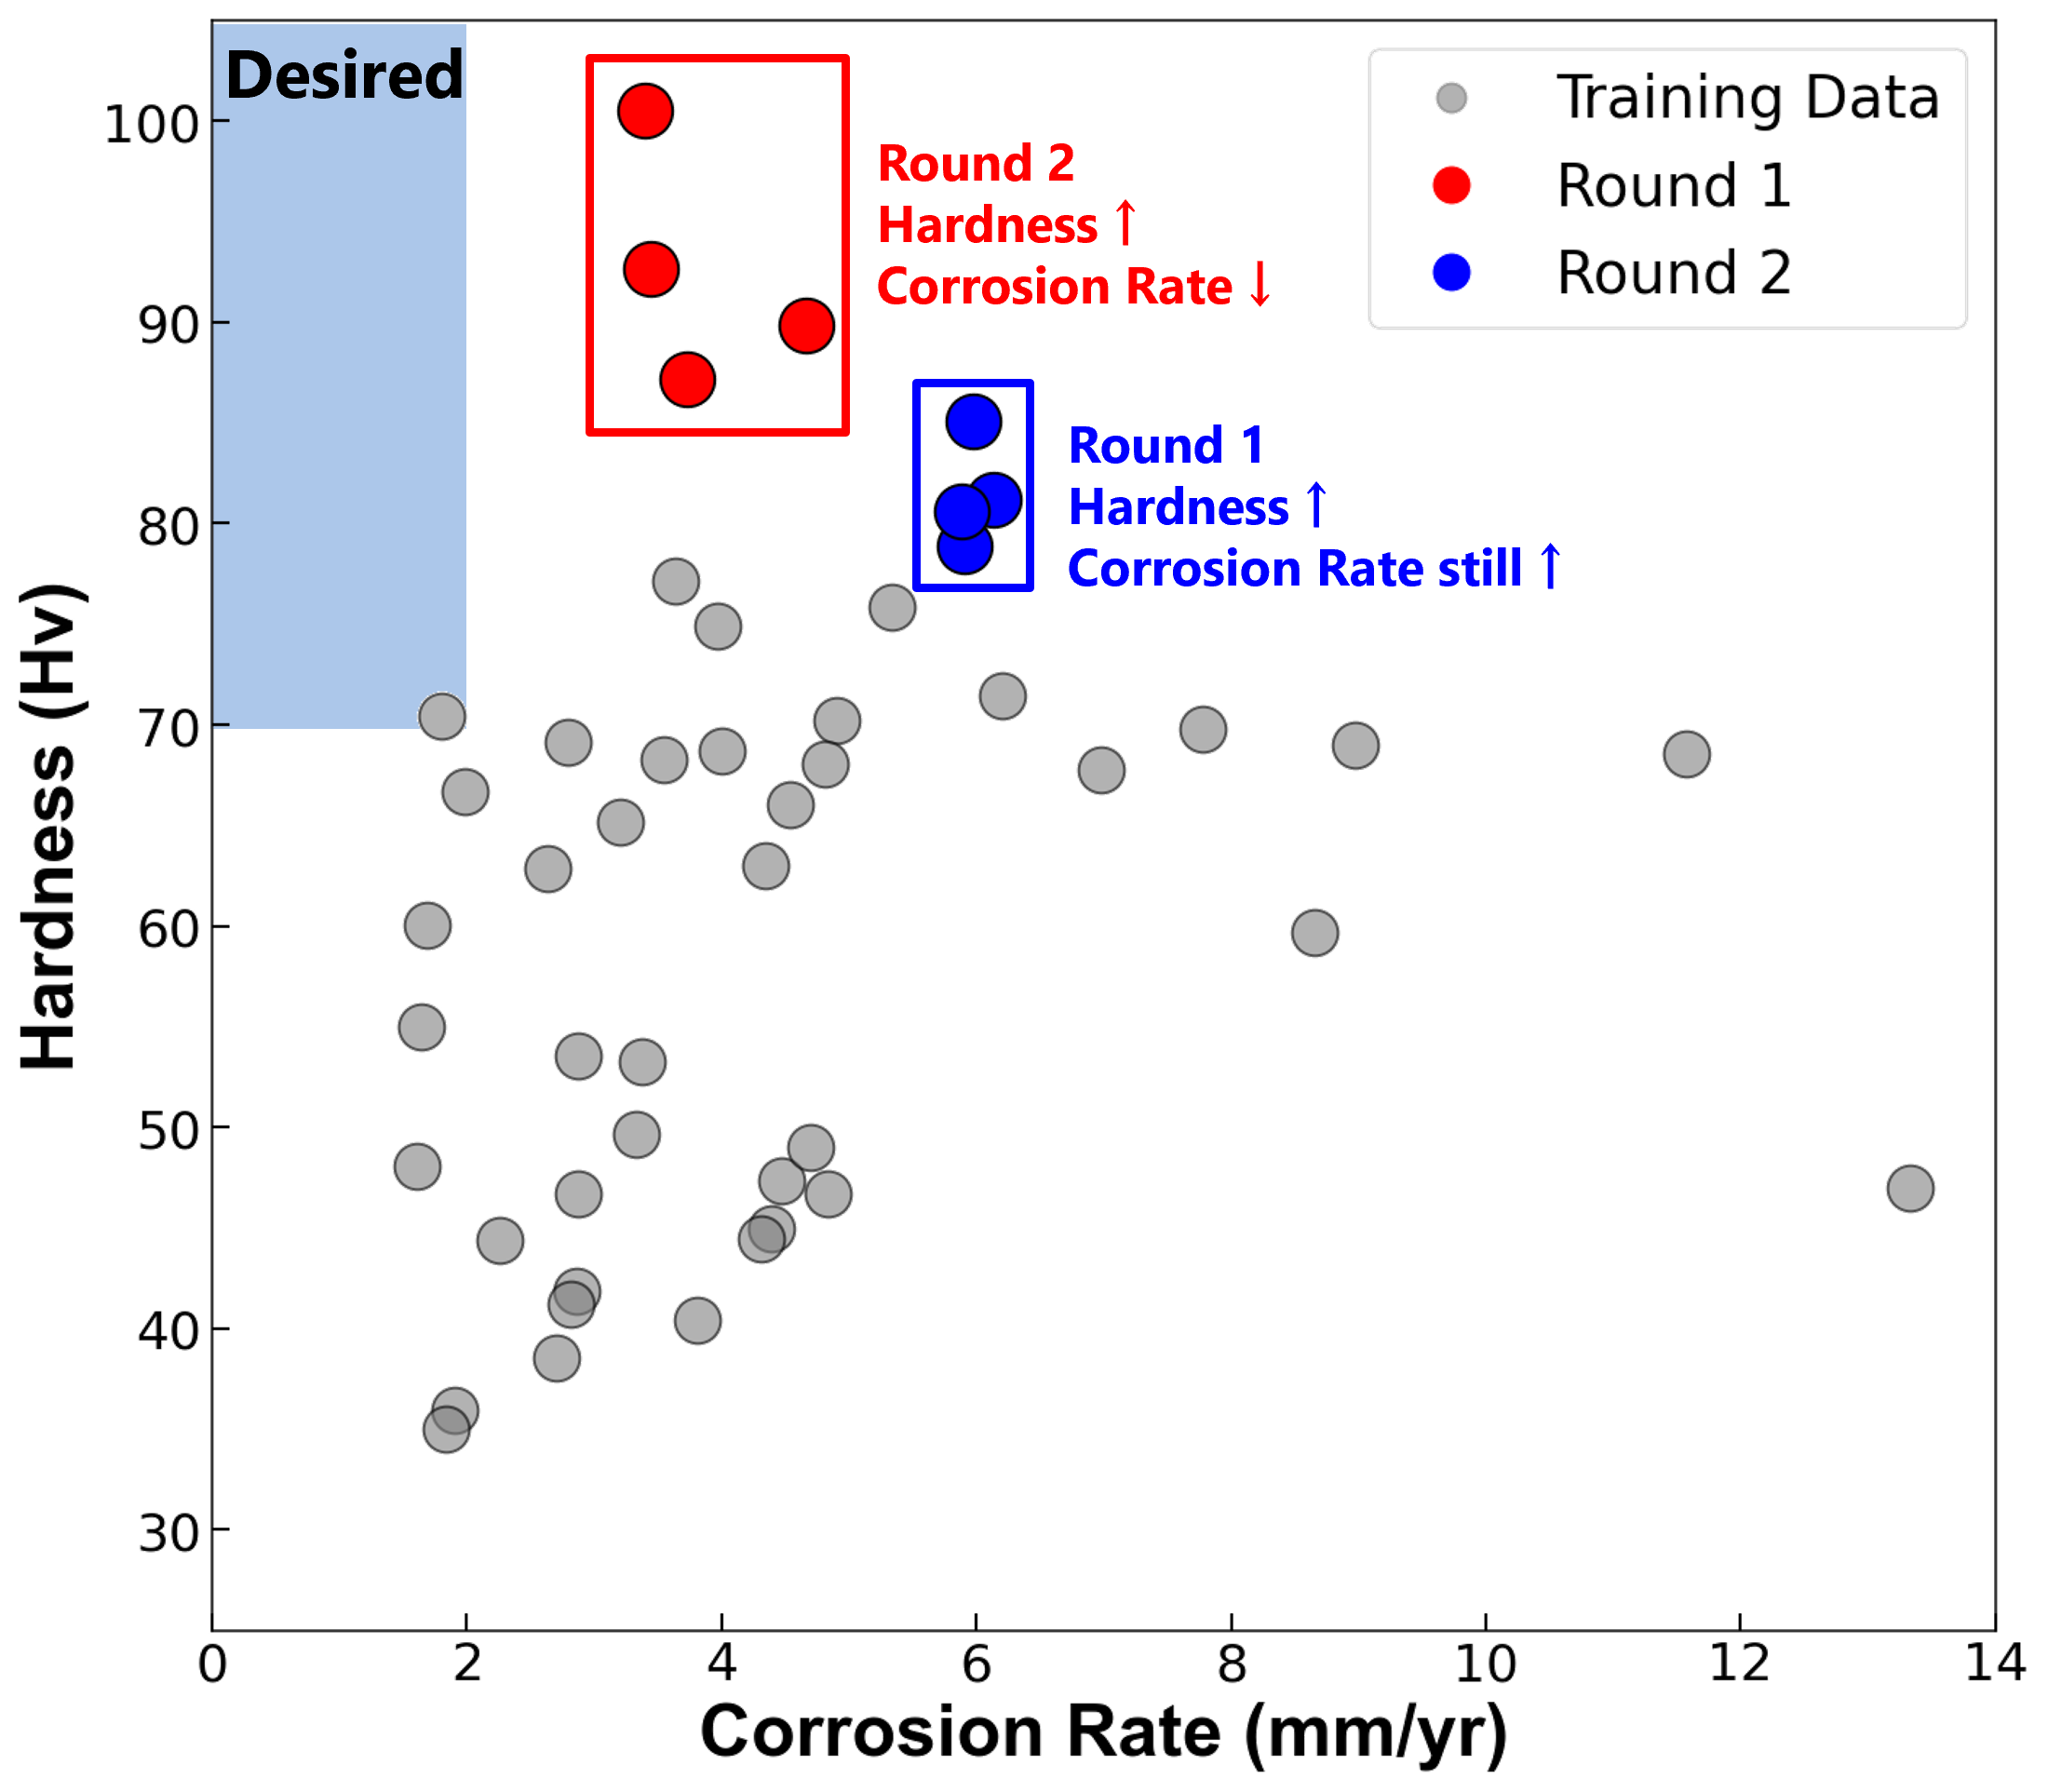 Desired
Training Data
Round 1
Round 2
Round 2
Hardness ↑
Corrosion Rate ↓
Round 1
Hardness ↑
Corrosion Rate still ↑
Hardness (Hv)
100
90
80
70
60
50
40
30
0 2 4 6 8 10 12 14
Corrosion Rate (mm/yr)